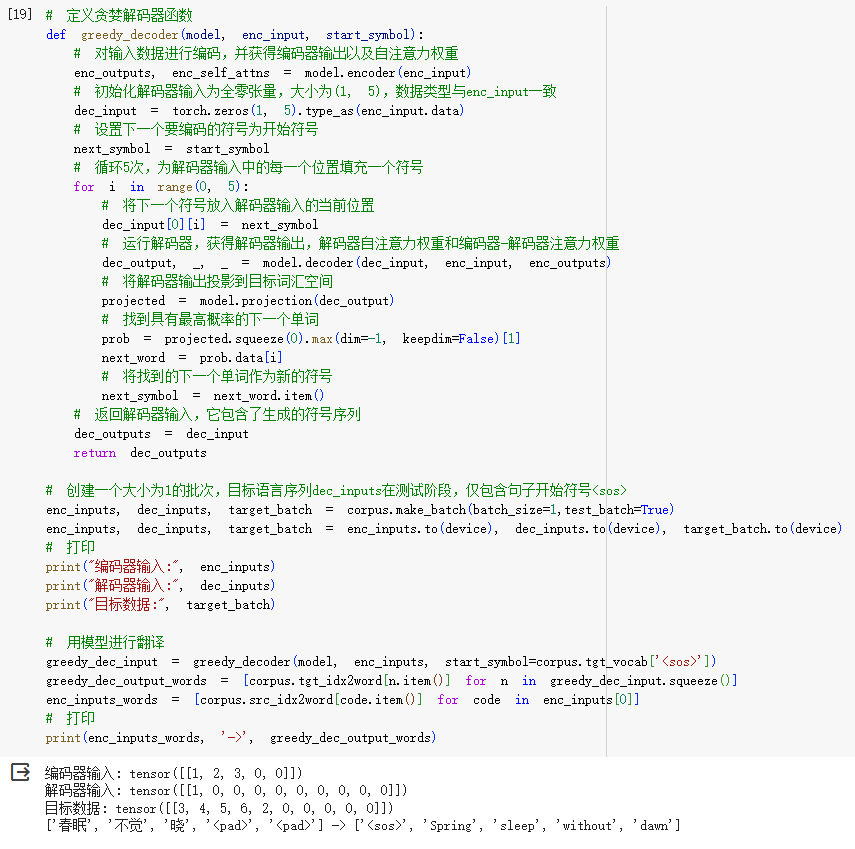 [19] # 定义贪婪解码器函数
def greedy_decoder(model, enc_input, start_symbol):
# 对输入数据进行编码，并获得编码器输出以及自注意力权重
enc_outputs, enc_self_attns = model.encoder(enc_input)
# 初始化解码器输入为全零张量，大小为(1, 5)，数据类型与enc_input一致
dec_input = torch.zeros(1, 5).type_as(enc_input.data)
# 设置下一个要编码的符号为开始符号
next_symbol = start_symbol
# 循环5次，为解码器输入中的每一个位置填充一个符号
for i in range(0, 5):
# 将下一个符号放入解码器输入的当前位置
dec_input[0][i] = next_symbol
# 运行解码器，获得解码器输出，解码器自注意力权重和编码器-解码器注意力权重
dec_output, _, _ = model.decoder(dec_input, enc_input, enc_outputs)
# 将解码器输出投影到目标词汇空间
projected = model.projection(dec_output)
# 找到具有最高概率的下一个单词
prob = projected.squeeze(0).max(dim=-1, keepdim=False)[1]
next_word = prob.data[i]
# 将找到的下一个单词作为新的符号
next_symbol = next_word.item()
# 返回解码器输入，它包含了生成的符号序列
dec_outputs = dec_input
return dec_outputs
# 创建一个大小为1的批次，目标语言序列dec_inputs在测试阶段，仅包含句子开始符号<sos>
enc_inputs, dec_inputs, target_batch = corpus.make_batch(batch_size=1,test_batch=True)
enc_inputs, dec_inputs, target_batch = enc_inputs.to(device), dec_inputs.to(device), target_batch.to(device)
# 打印
print("编码器输入:", enc_inputs)
print("解码器输入:", dec_inputs)
print("目标数据:", target_batch)
# 用模型进行翻译
greedy_dec_input = greedy_decoder(model, enc_inputs, start_symbol=corpus.tgt_vocab['<sos>'])
greedy_dec_output_words = [corpus.tgt_idx2word[n.item()] for n in greedy_dec_input.squeeze()]
enc_inputs_words = [corpus.src_idx2word[code.item()] for code in enc_inputs[0]]
# 打印
print(enc_inputs_words, '->', greedy_dec_output_words)
编码器输入: tensor([[1, 2, 3, 0, 0]])
解码器输入: tensor([[1, 0, 0, 0, 0, 0, 0, 0, 0, 0]])
目标数据: tensor([[3, 4, 5, 6, 2, 0, 0, 0, 0, 0]])
['春眠', '不觉', '晓', '<pad>', '<pad>'] -> ['<sos>', 'Spring', 'sleep', 'without', 'dawn']